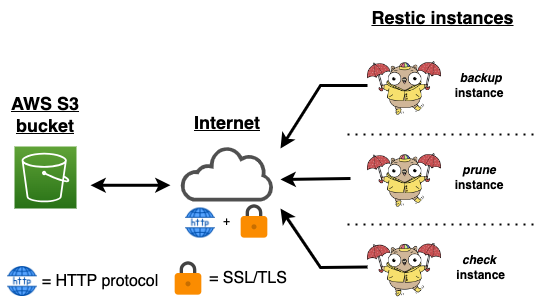 Restic instances
backup
instance
AWS S3
bucket
Internet
prune
instance
http
+
check
instance
http
= HTTP protocol
= SSL/TLS